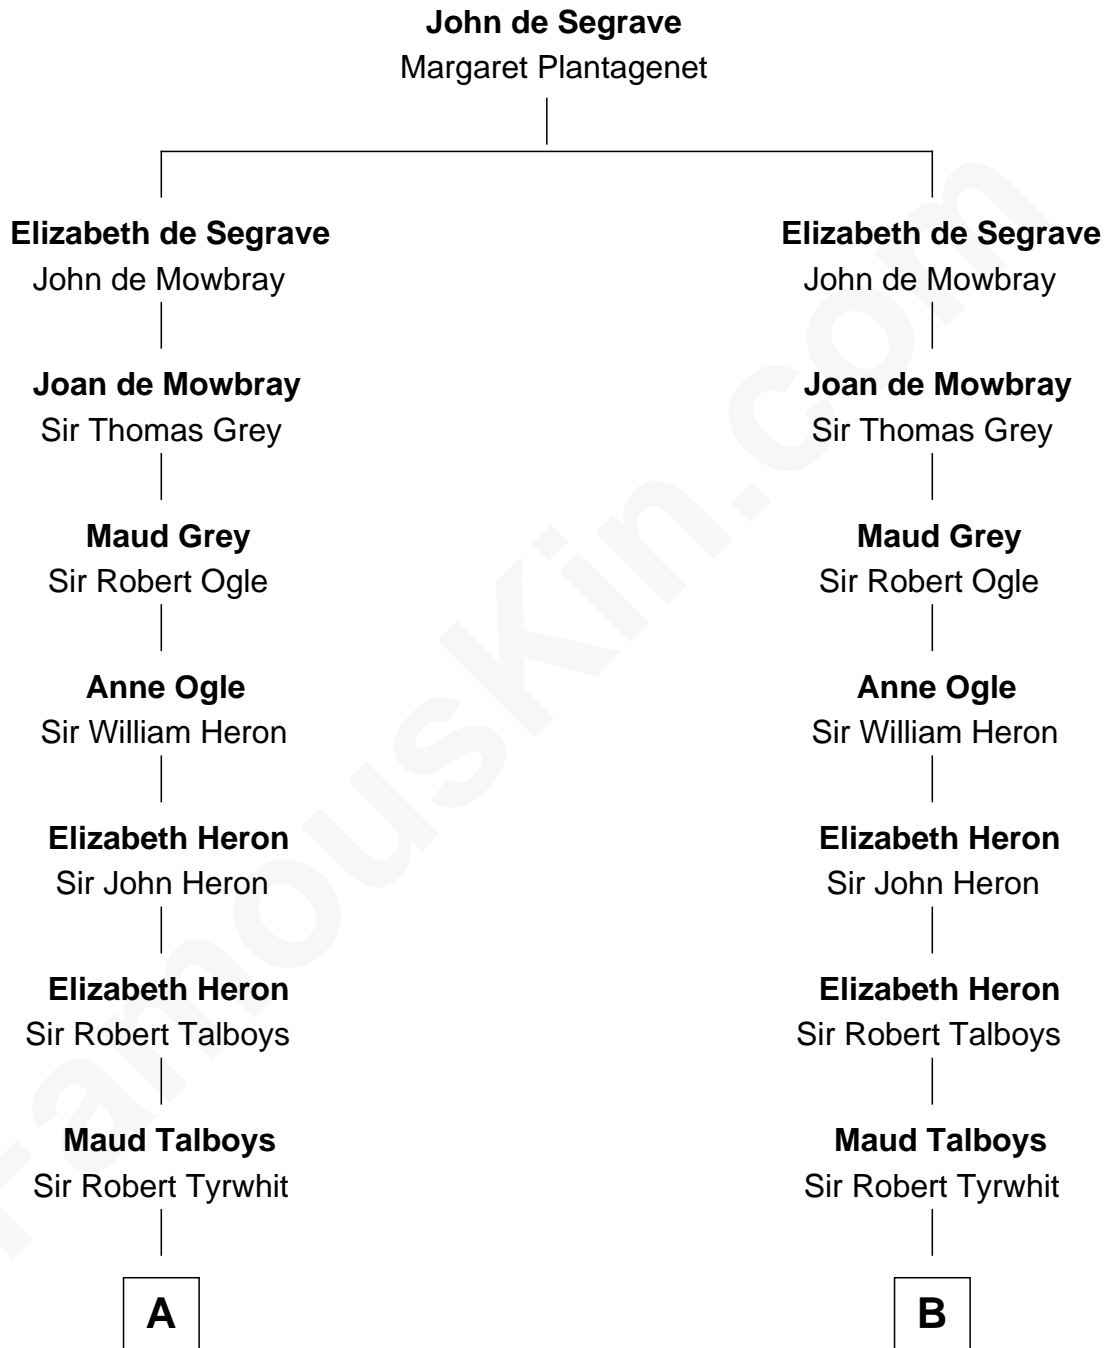 John de Segrave
Margaret Plantagenet
Elizabeth de Segrave
John de Mowbray
Elizabeth de Segrave
John de Mowbray
Joan de Mowbray
Sir Thomas Grey
Joan de Mowbray
Sir Thomas Grey
Maud Grey
Sir Robert Ogle
Maud Grey
Sir Robert Ogle
Anne Ogle
Sir William Heron
Anne Ogle
Sir William Heron
Elizabeth Heron
Sir John Heron
Elizabeth Heron
Sir John Heron
Elizabeth Heron
Sir Robert Talboys
Elizabeth Heron
Sir Robert Talboys
Maud Talboys
Sir Robert Tyrwhit
Maud Talboys
Sir Robert Tyrwhit
A
B
FamousKin.com